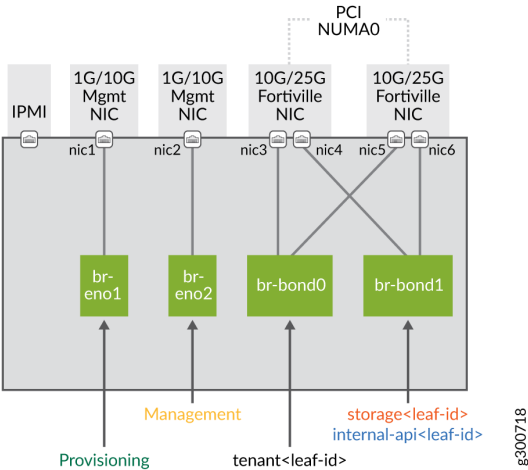 PCI
NUMA0
IPMI
1G/10G
Mgmt
NIC
1G/10G
Mgmt
NIC
10G/25G
Fortiville
NIC
10G/25G
Fortiville
NIC
nic1
nic2
nic3
nic4
nic5
nic6
br-
eno1
br-
eno2
br-bond0
br-bond1
Management
storage<leaf-id>
internal-api<leaf-id>
Provisioning
tenant<leaf-id>
g300718